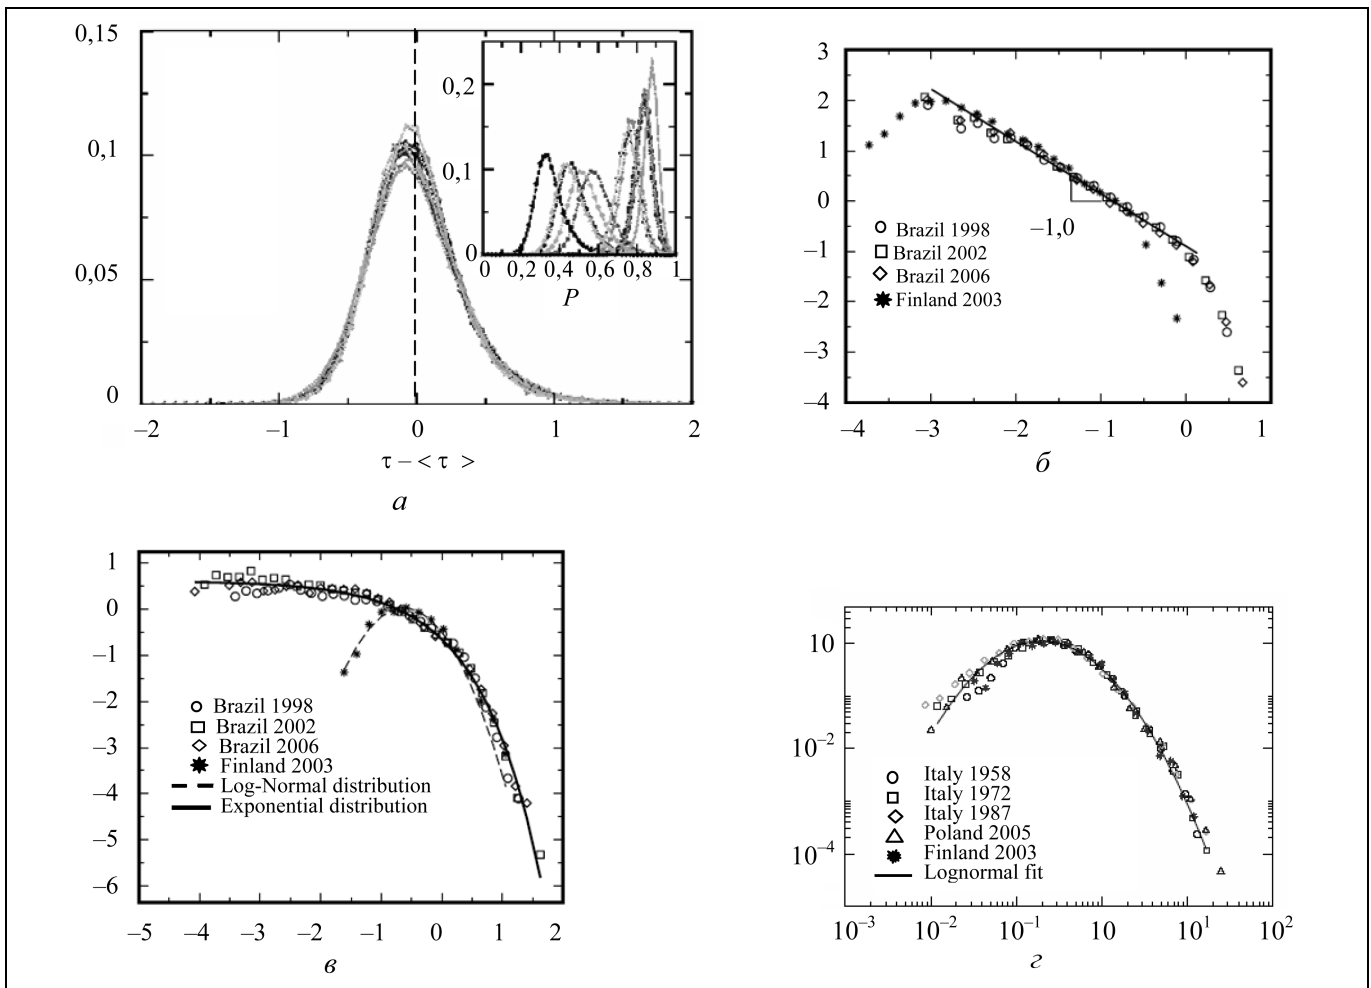 0,15
0,1
0,05
0
–2 –1 0 1 2
τ – < τ >
0,2
0,1
0
0 0,2 0,4 0,6 0,8 1
P
а
3
2
1
0
–1
–2
–3
–4
–4 –3 –2 –1 0 1
–1,0
Brazil 1998
Brazil 2002
Brazil 2006
Finland 2003
б
1
0
–1
–2
–3
–4
–5
–6
–5 –4 –3 –2 –1 0 1 2
Brazil 1998
Brazil 2002
Brazil 2006
Finland 2003
Log-Normal distribution
Exponential distribution
в
10
10–2
10–4
10–3 10–2 10–1 10 101 102
Italy 1958
Italy 1972
Italy 1987
Poland 2005
Finland 2003
Lognormal fit
г